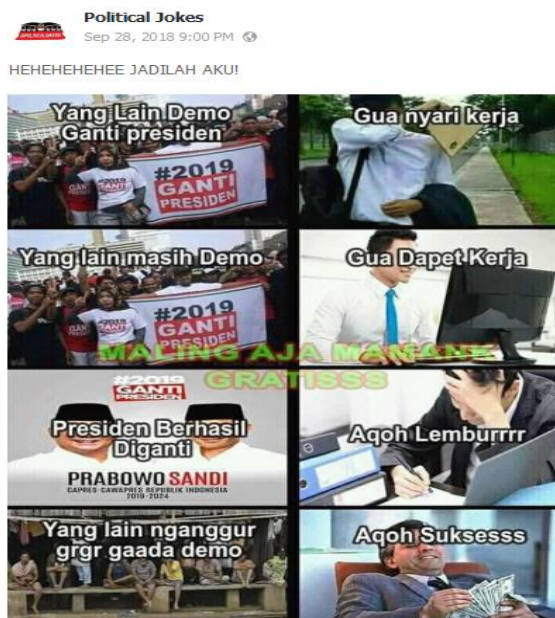 Political Jokes
Sep 28, 2018 9:00 PM
HEHEHEHEHEE JADILAH AKU!
Yang Lain Demo
Ganti presiden
#2019
GANTI
PRESIDEN
Gua nyari kerja
Yang lain masih Demo
#2019
GANTI
PRESIDEN
Gua Dapet Kerja
MALING AJA MAMANK
GRATISSS
#2019
GANTI
PRESIDEN
Presiden Berhasil
Diganti
PRABOWO SANDI
CAPRES-CAWAPRES REPUBLIK INDONESIA
2019-2024
Aqoh Lemburrrr
Yang lain nganggur
grgr gaada demo
Aqoh Suksesss